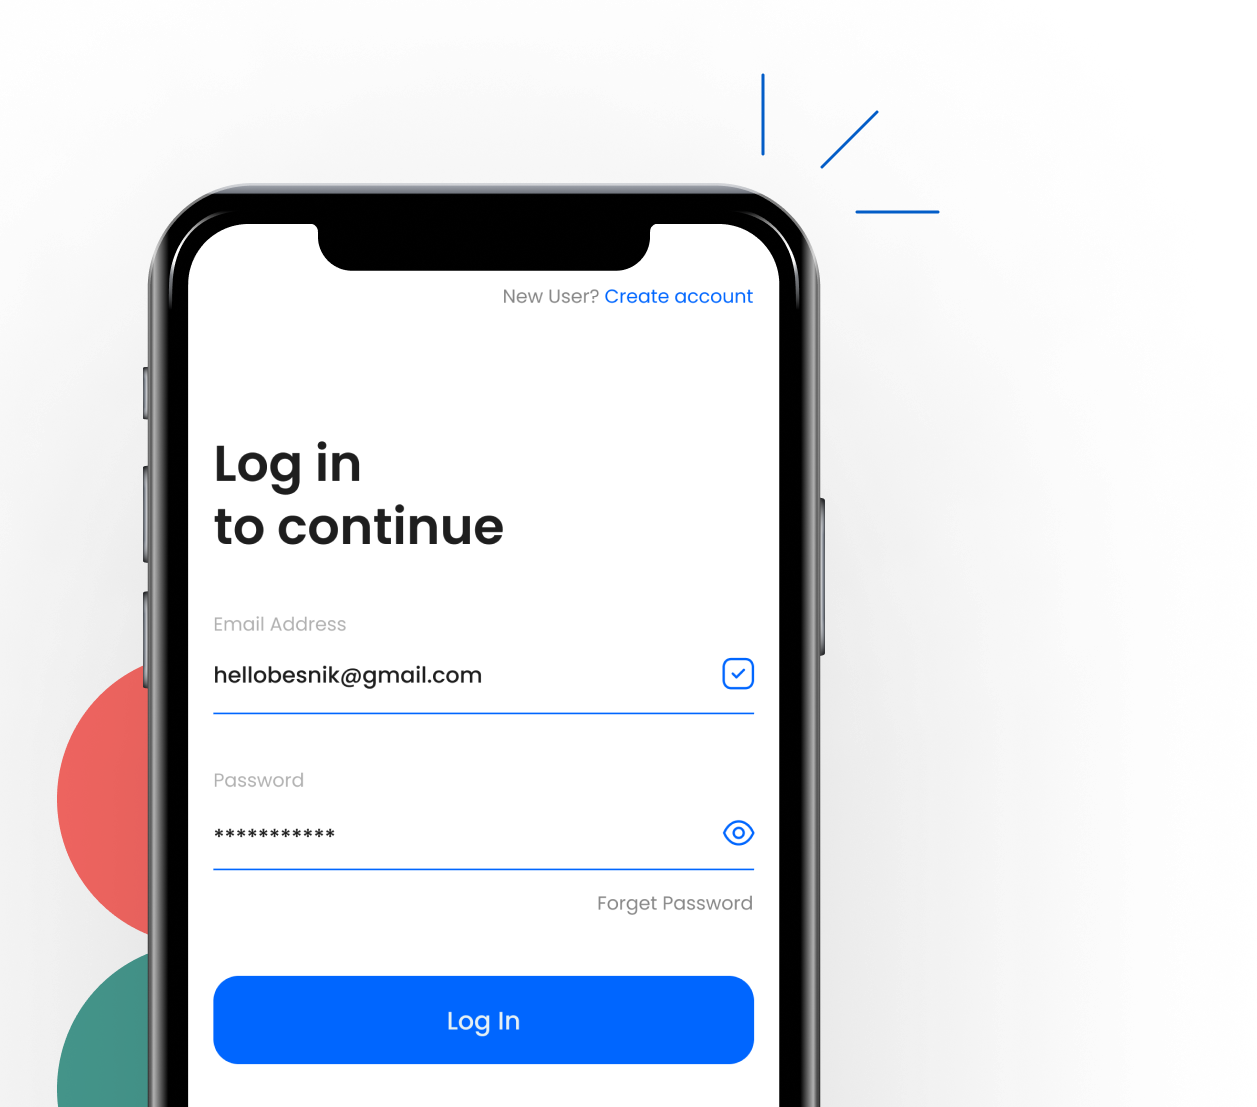 New User? Create account
Log in
to continue
Email Address
hellobesnik@gmail.com
Password
***********
Forget Password
Log In